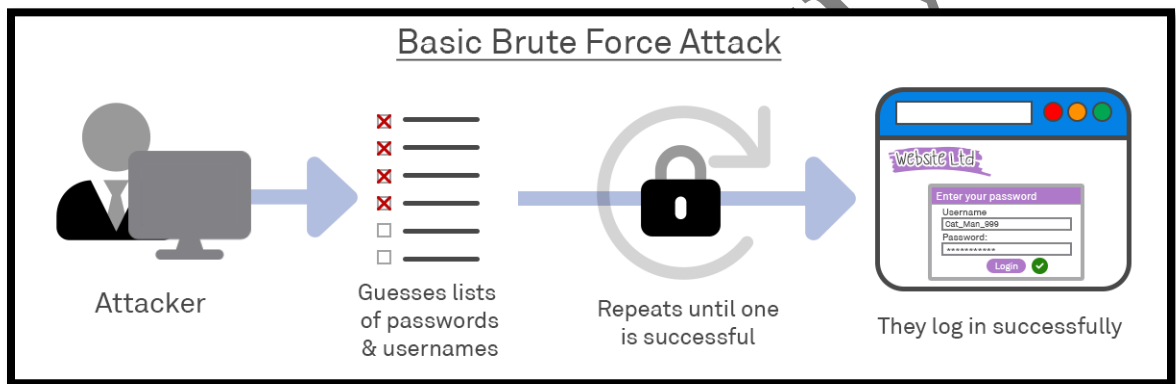 Basic Brute Force Attack
Website Ltd.
Enter your password
Username
Cat_Man_999
Password:
***********
Login
Attacker
Guesses lists
of passwords
& usernames
Repeats until one
is successful
They log in successfully